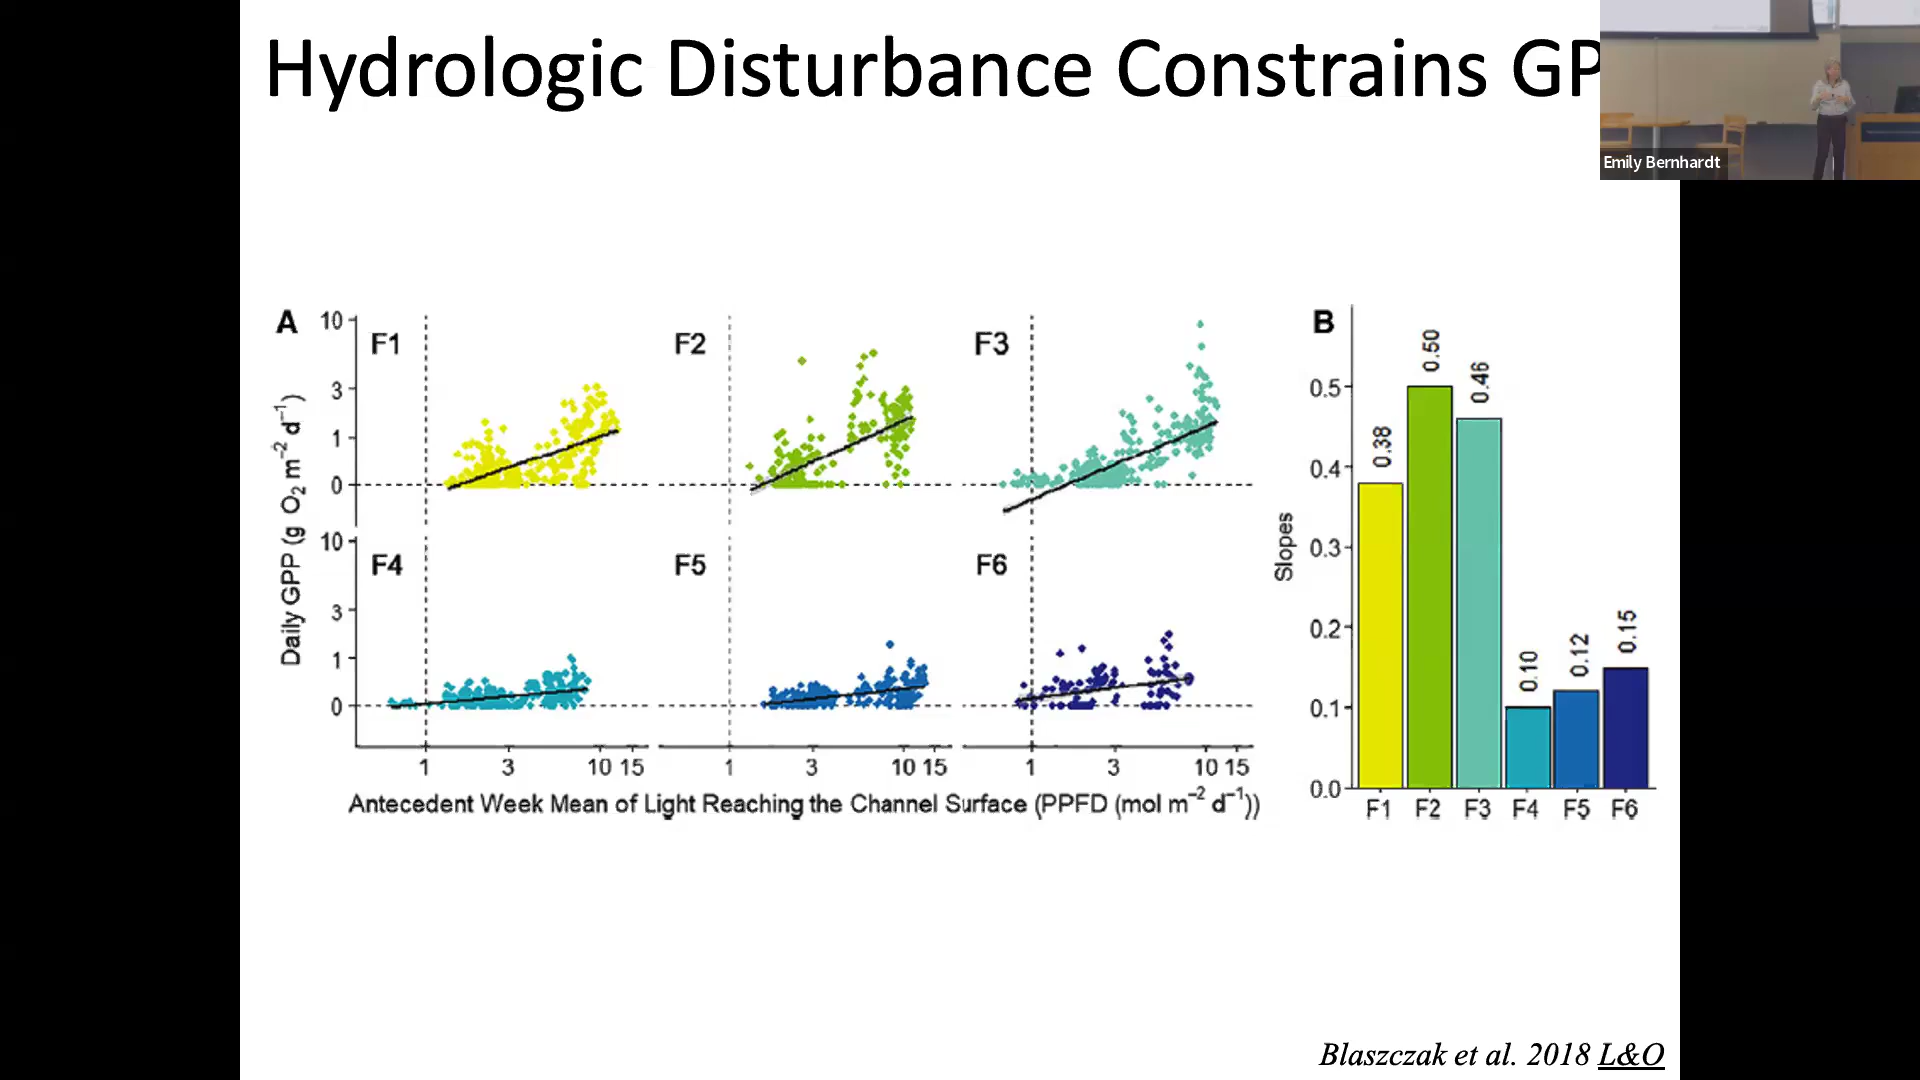 Hydrologic Disturbance Constrains GP
Emily Bernhardt
A
10
3
1
0
F1
F2
F3
10
3
1
0
F4
F5
F6
Daily GPP (g O₂ m⁻² d⁻¹)
1 3 10 15
1 3 10 15
1 3 10 15
Antecedent Week Mean of Light Reaching the Channel Surface (PPFD (mol m⁻² d⁻¹))
B
Slopes
0.5
0.4
0.3
0.2
0.1
0.0
0.38
0.50
0.46
0.10
0.12
0.15
F1 F2 F3 F4 F5 F6
Blaszczak et al. 2018 L&O